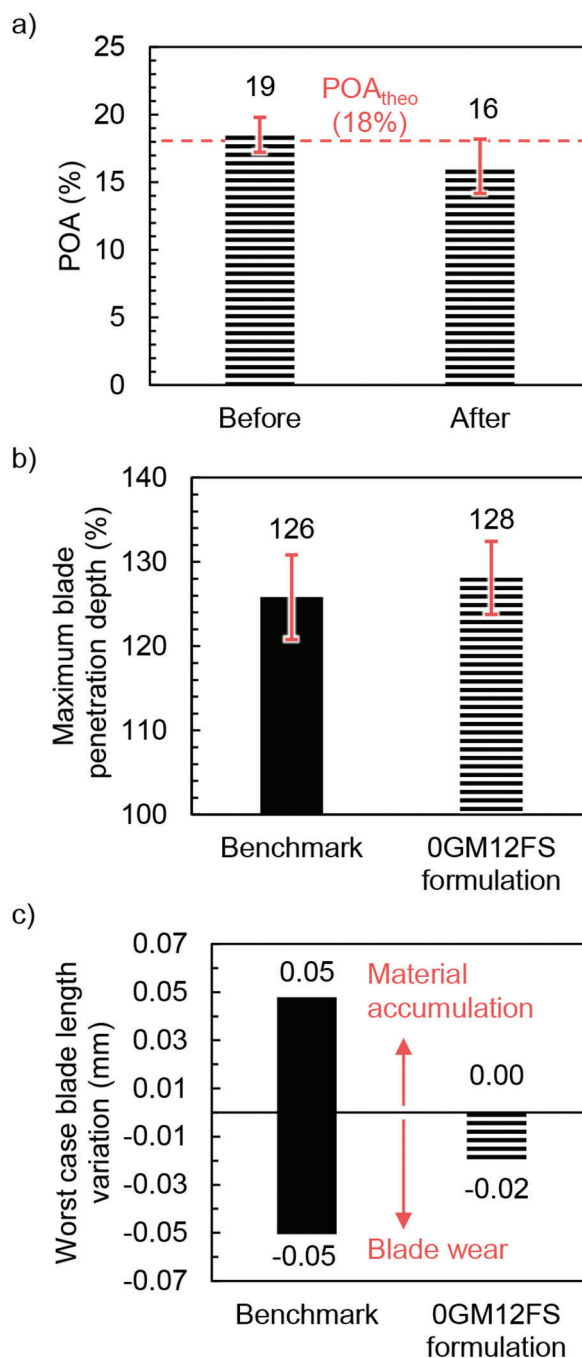 a)
POA (%)
25
20
15
10
5
0
19
POAtheo
(18%)
16
Before
After
b)
Maximum blade
penetration depth (%)
140
130
120
110
100
126
128
Benchmark
0GM12FS
formulation
c)
Worst case blade length
variation (mm)
0.07
0.05
0.03
0.01
-0.01
-0.03
-0.05
-0.07
0.05
Material
accumulation
0.00
-0.02
-0.05
Blade wear
Benchmark
0GM12FS
formulation